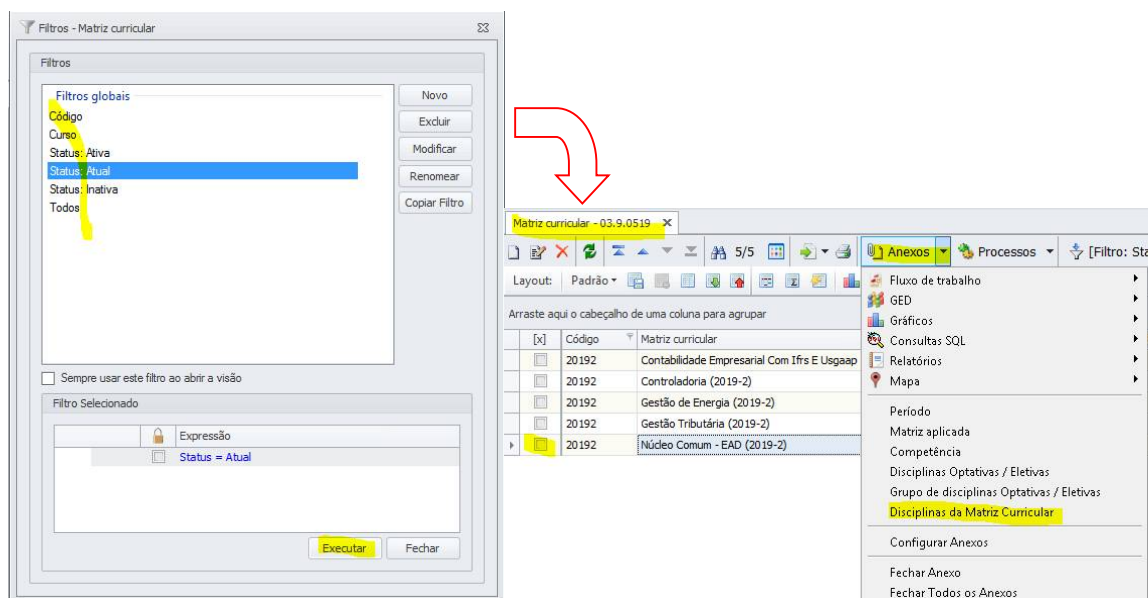 Filtros - Matriz curricular
Filtros
Filtros globais
Código
Curso
Status: Ativa
Status: Atual
Status: Inativa
Todos
Novo
Excluir
Modificar
Renomear
Copiar Filtro
Sempre usar este filtro ao abrir a visão
Filtro Selecionado
Expressão
Status = Atual
Executar
Fechar
Matriz curricular - 03.9.0519
5/5
Anexos
Processos
[Filtro: Sta
Layout: Padrão
Arraste aqui o cabeçalho de uma coluna para agrupar
[x] Código Matriz curricular
20192 Contabilidade Empresarial Com Ifrs E Usgaap
20192 Controladoria (2019-2)
20192 Gestão de Energia (2019-2)
20192 Gestão Tributária (2019-2)
20192 Núcleo Comum - EAD (2019-2)
Fluxo de trabalho
GED
Gráficos
Consultas SQL
Relatórios
Mapa
Período
Matriz aplicada
Competência
Disciplinas Optativas / Eletivas
Grupo de disciplinas Optativas / Eletivas
Disciplinas da Matriz Curricular
Configurar Anexos
Fechar Anexo
Fechar Todos os Anexos